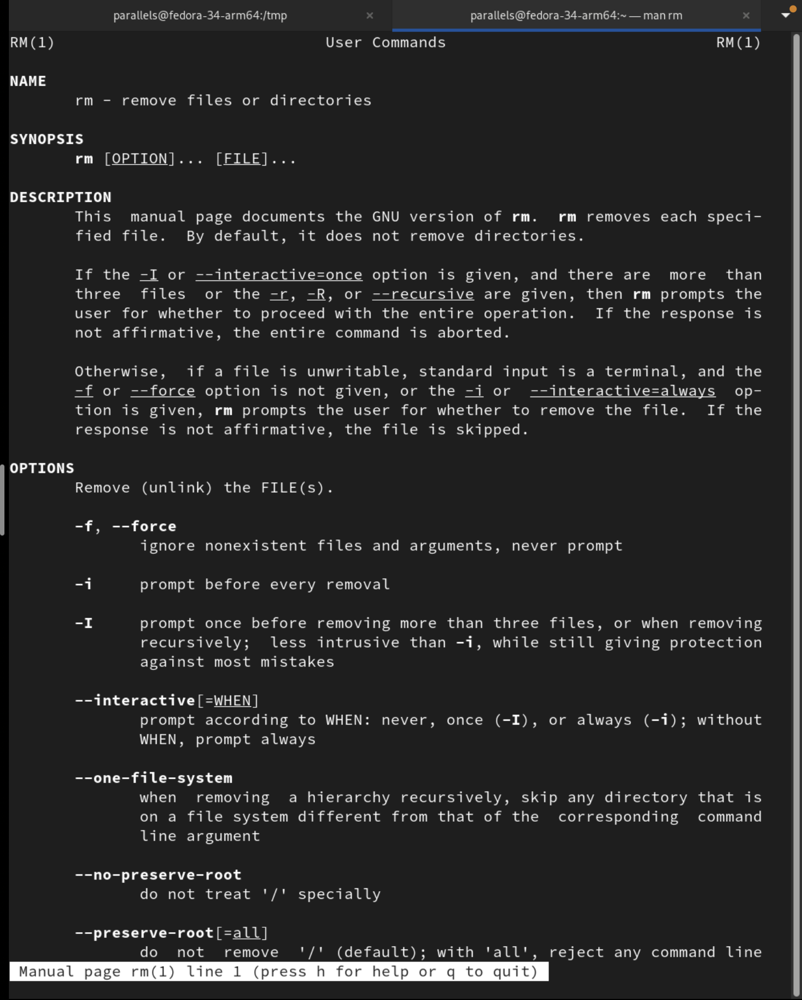 parallels@fedora-34-arm64:/tmp × parallels@fedora-34-arm64:~ — man rm ×
RM(1) User Commands RM(1)
NAME
rm - remove files or directories
SYNOPSIS
rm [OPTION]... [FILE]...
DESCRIPTION
This manual page documents the GNU version of rm. rm removes each speci-
fied file. By default, it does not remove directories.
If the -I or --interactive=once option is given, and there are more than
three files or the -r, -R, or --recursive are given, then rm prompts the
user for whether to proceed with the entire operation. If the response is
not affirmative, the entire command is aborted.
Otherwise, if a file is unwritable, standard input is a terminal, and the
-f or --force option is not given, or the -i or --interactive=always op-
tion is given, rm prompts the user for whether to remove the file. If the
response is not affirmative, the file is skipped.
OPTIONS
Remove (unlink) the FILE(s).
-f, --force
ignore nonexistent files and arguments, never prompt
-i prompt before every removal
-I prompt once before removing more than three files, or when removing
recursively; less intrusive than -i, while still giving protection
against most mistakes
--interactive[=WHEN]
prompt according to WHEN: never, once (-I), or always (-i); without
WHEN, prompt always
--one-file-system
when removing a hierarchy recursively, skip any directory that is
on a file system different from that of the corresponding command
line argument
--no-preserve-root
do not treat '/' specially
--preserve-root[=all]
do not remove '/' (default); with 'all', reject any command line
Manual page rm(1) line 1 (press h for help or q to quit)